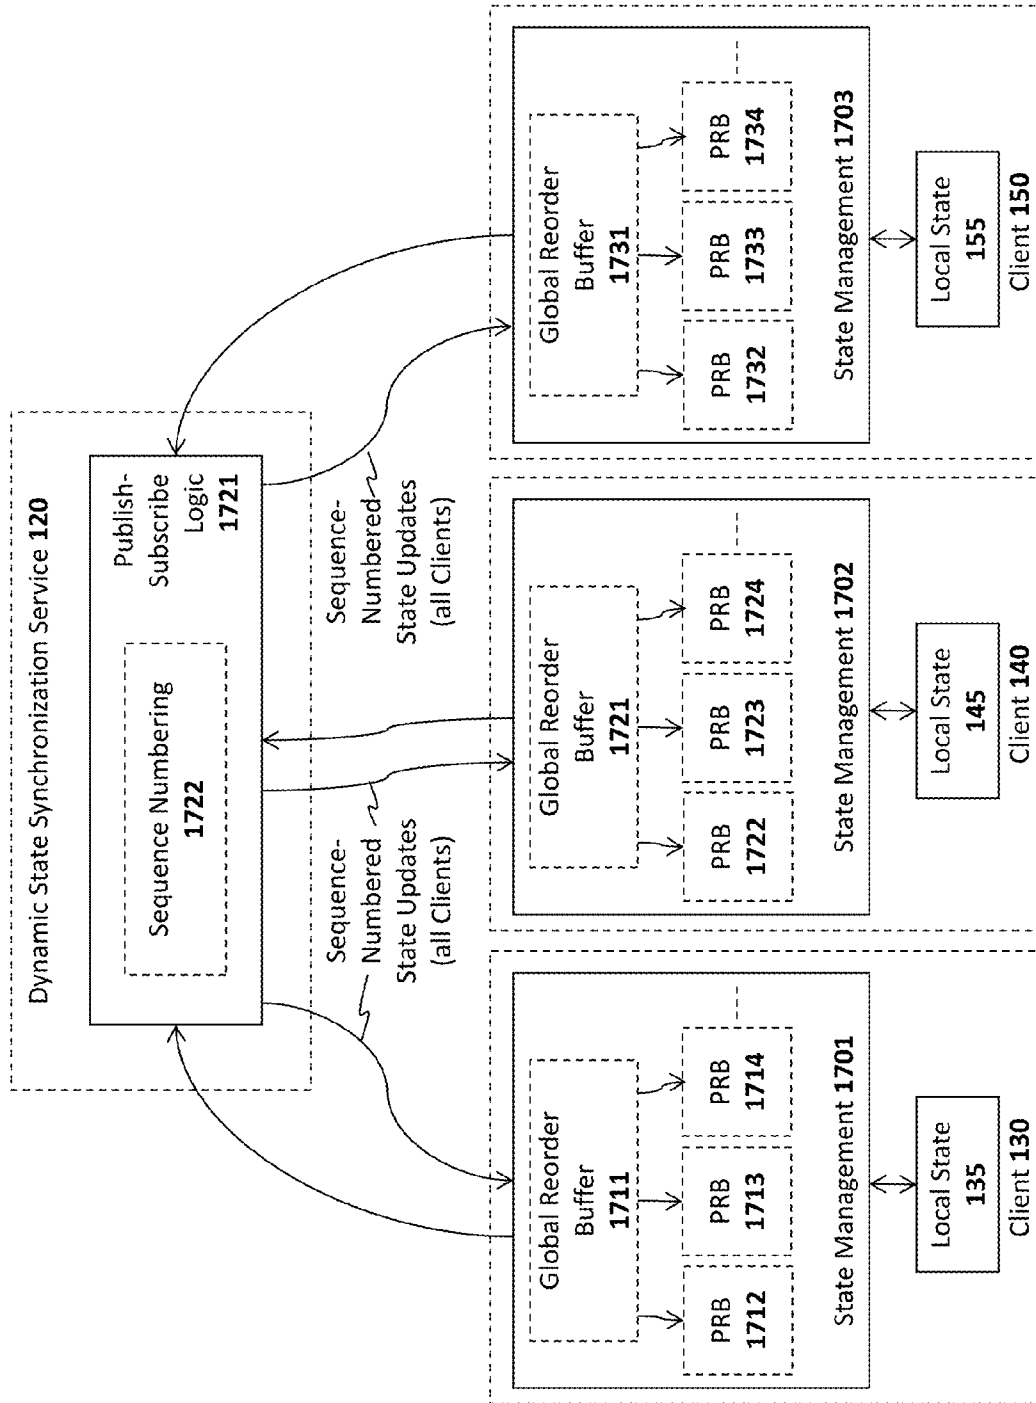 Dynamic State Synchronization Service 120
Publish-
Subscribe
Logic
1721
Sequence Numbering
1722
Sequence-
Numbered
State Updates
(all Clients)
Sequence-
Numbered
State Updates
(all Clients)
Global Reorder
Buffer
1711
PRB
1712
PRB
1713
PRB
1714
State Management 1701
Local State
135
Client 130
Global Reorder
Buffer
1721
PRB
1722
PRB
1723
PRB
1724
State Management 1702
Local State
145
Client 140
Global Reorder
Buffer
1731
PRB
1732
PRB
1733
PRB
1734
State Management 1703
Local State
155
Client 150